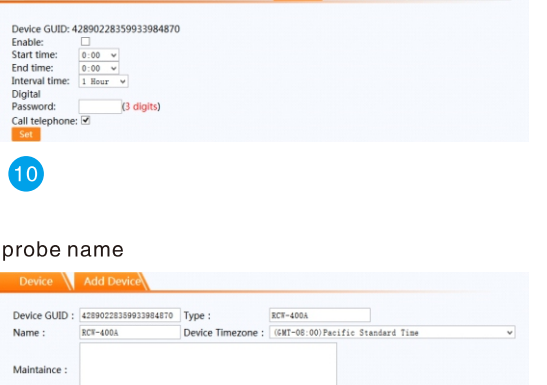 Device GUID: 42890228359933984870
Enable:
Start time: 0:00
End time: 0:00
Interval time: 1 Hour
Digital
Password: (3 digits)
Call telephone:
Set
10
probe name
Device Add Device
Device GUID : 42890228359933984870 Type : RCW-400A
Name : RCW-400A Device Timezone : (GMT-08:00)Pacific Standard Time
Maintaince :